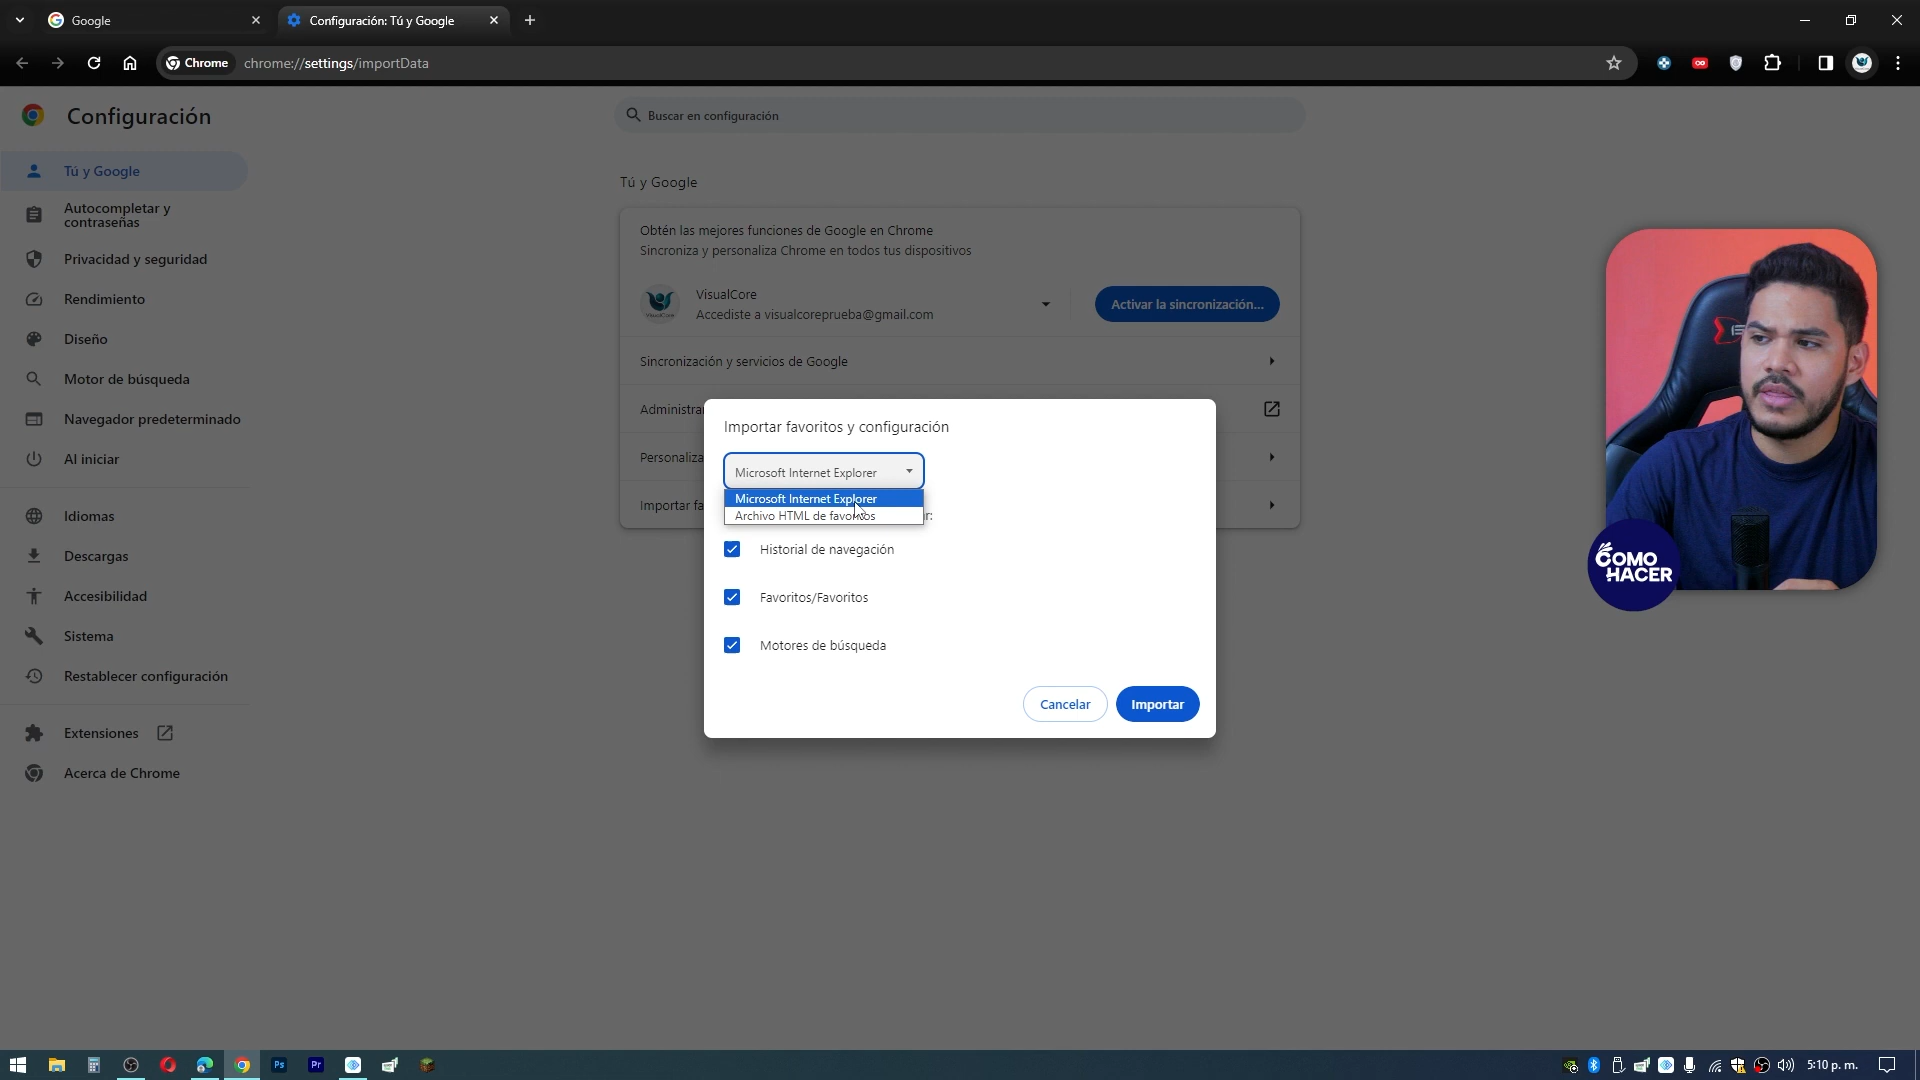 Google
Configuración: Tú y Google
Chrome
chrome://settings/importData
Configuración
Buscar en configuración
Tú y Google
Autocompletar y
contraseñas
Privacidad y seguridad
Rendimiento
Diseño
Motor de búsqueda
Navegador predeterminado
Al iniciar
Idiomas
Descargas
Accesibilidad
Sistema
Restablecer configuración
Extensiones
Acerca de Chrome
Tú y Google
Obtén las mejores funciones de Google en Chrome
Sincroniza y personaliza Chrome en todos tus dispositivos
VisualCore
Accediste a visualcoreprueba@gmail.com
Activar la sincronización...
Sincronización y servicios de Google
Administrar
Personaliza
Importar fa
Importar favoritos y configuración
Microsoft Internet Explorer
Microsoft Internet Explorer
Archivo HTML de favoritos
ar:
Historial de navegación
Favoritos/Favoritos
Motores de búsqueda
Cancelar
Importar
COMO
HACER
Ps
Pr
5:10 p. m.